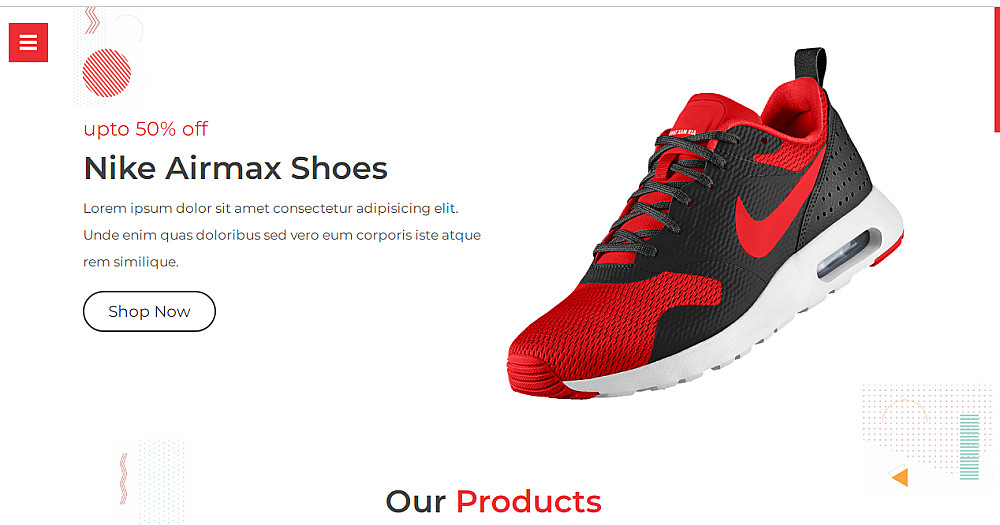 upto 50% off
Nike Airmax Shoes
Lorem ipsum dolor sit amet consectetur adipisicing elit.
Unde enim quas doloribus sed vero eum corporis iste atque
rem similique.
Shop Now
Our Products